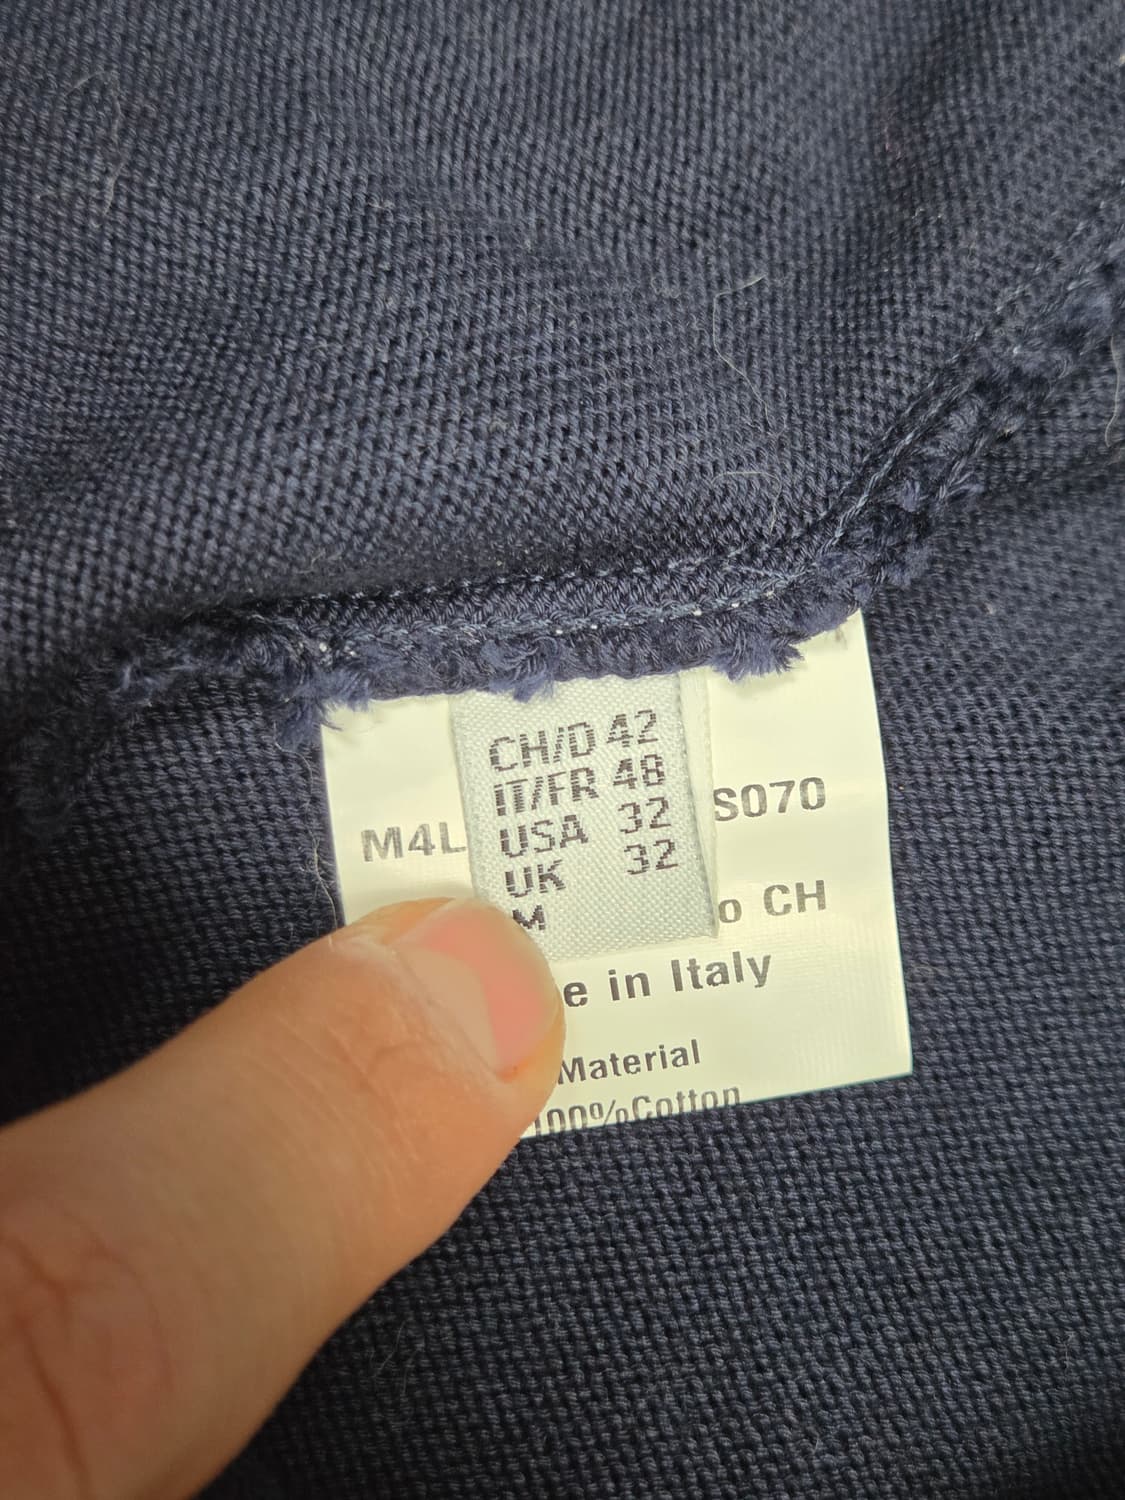 CH/D 42
IT/FR 48
USA 32
UK 32
M
M4L
S070
CH
in Italy
Material
100%Cotton